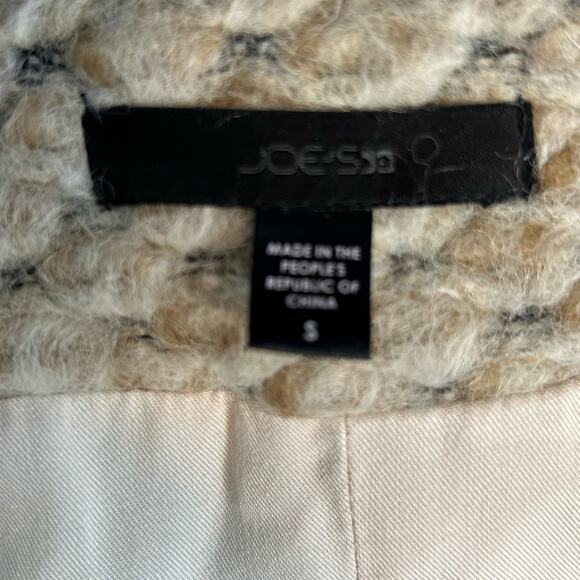 JOE'S
MADE IN THE
PEOPLE'S
REPUBLIC OF
CHINA
S